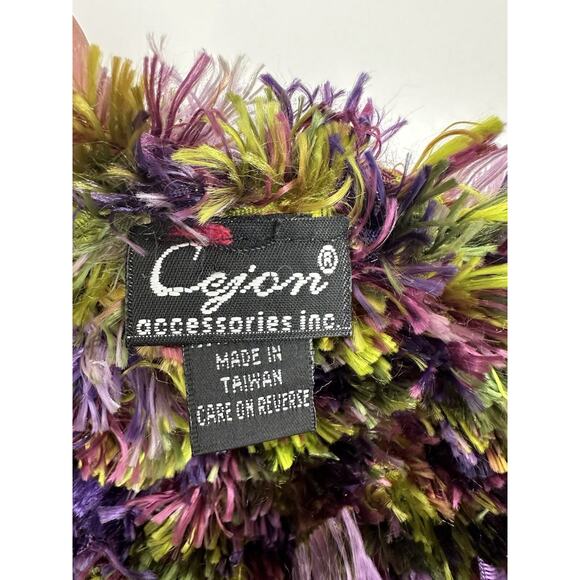 Cejon®
accessories inc.
MADE IN
TAIWAN
CARE ON REVERSE